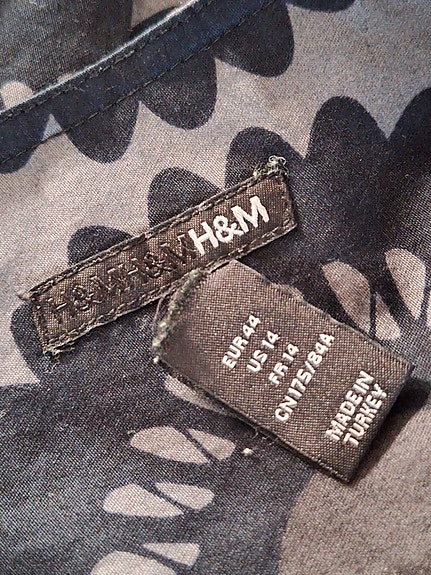 H&M H&M H&M
EUR 44
US 14
FR 14
CN 175/84A
MADE IN
TURKEY